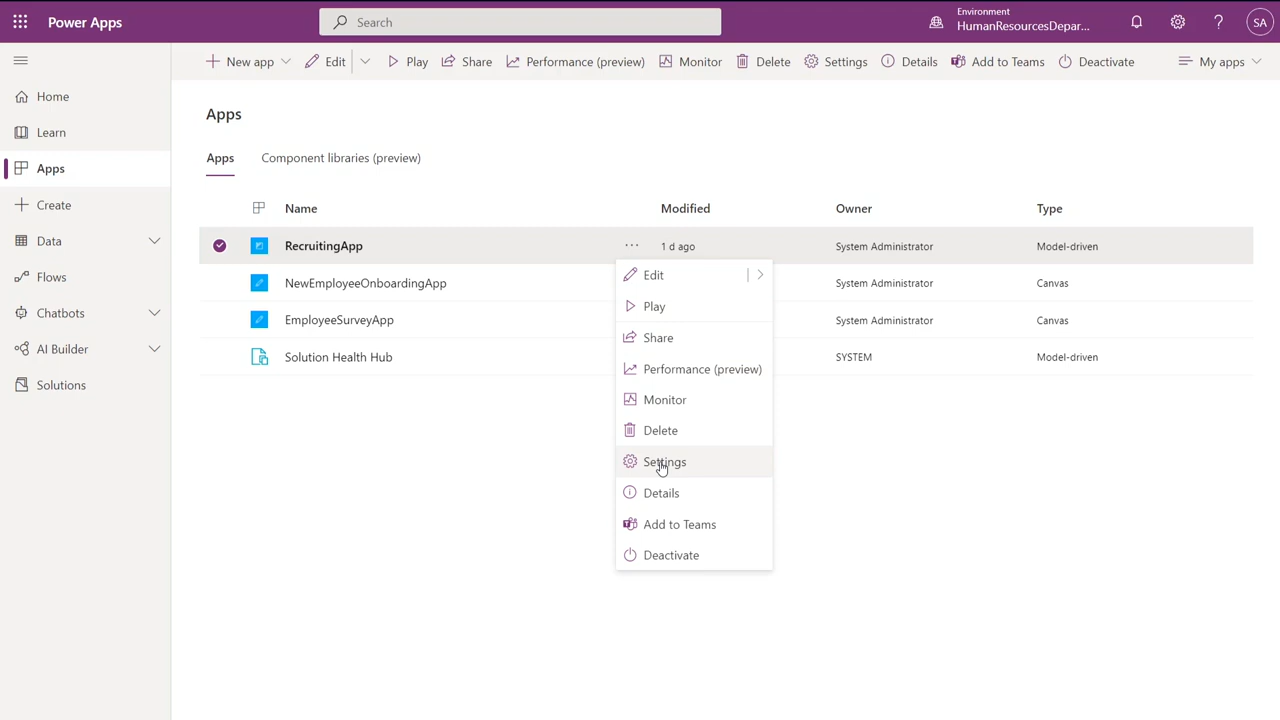 Power Apps
Search
Environment
HumanResourcesDepar...
SA
New app
Edit
Play
Share
Performance (preview)
Monitor
Delete
Settings
Details
Add to Teams
Deactivate
My apps
Home
Learn
Apps
Create
Data
Flows
Chatbots
AI Builder
Solutions
Apps
Apps Component libraries (preview)
Name Modified Owner Type
RecruitingApp ... 1 d ago System Administrator Model-driven
NewEmployeeOnboardingApp System Administrator Canvas
EmployeeSurveyApp System Administrator Canvas
Solution Health Hub SYSTEM Model-driven
Edit
Play
Share
Performance (preview)
Monitor
Delete
Settings
Details
Add to Teams
Deactivate